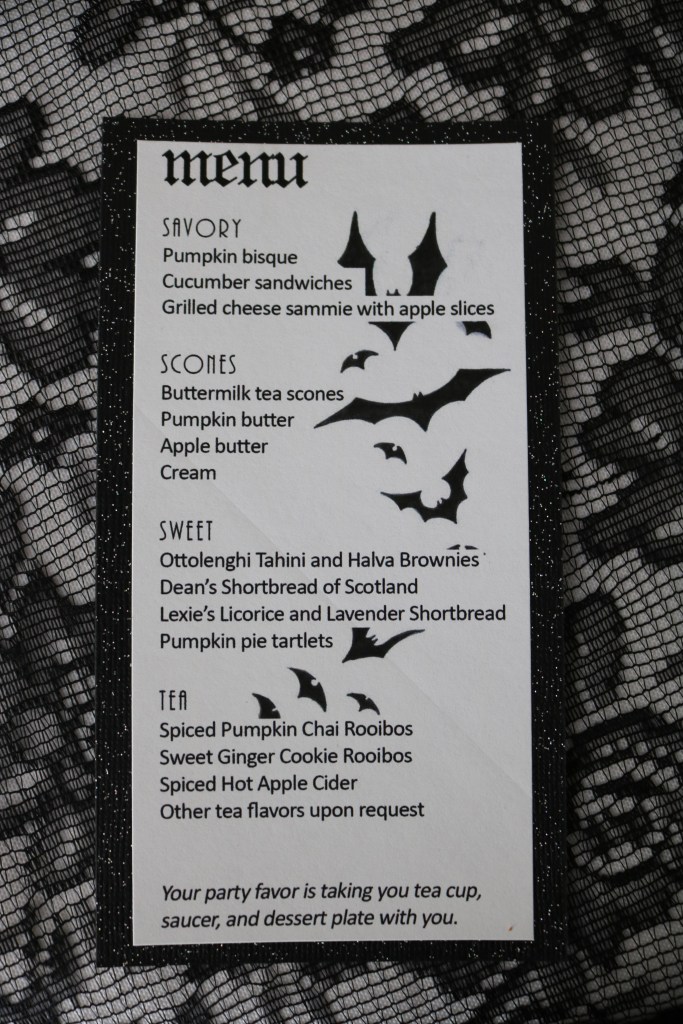 menu
SAVORY
Pumpkin bisque
Cucumber sandwiches
Grilled cheese sammie with apple slices
SCONES
Buttermilk tea scones
Pumpkin butter
Apple butter
Cream
SWEET
Ottolenghi Tahini and Halva Brownies
Dean's Shortbread of Scotland
Lexie's Licorice and Lavender Shortbread
Pumpkin pie tartlets
TEA
Spiced Pumpkin Chai Rooibos
Sweet Ginger Cookie Rooibos
Spiced Hot Apple Cider
Other tea flavors upon request
Your party favor is taking you tea cup,
saucer, and dessert plate with you.